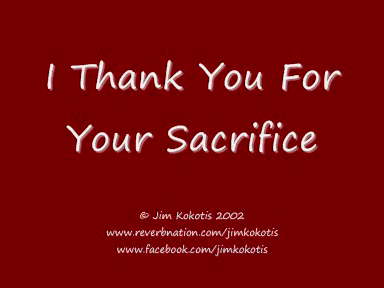 I Thank You For
Your Sacrifice
© Jim Kokotis 2002
www.reverbnation.com/jimkokotis
www.facebook.com/jimkokotis